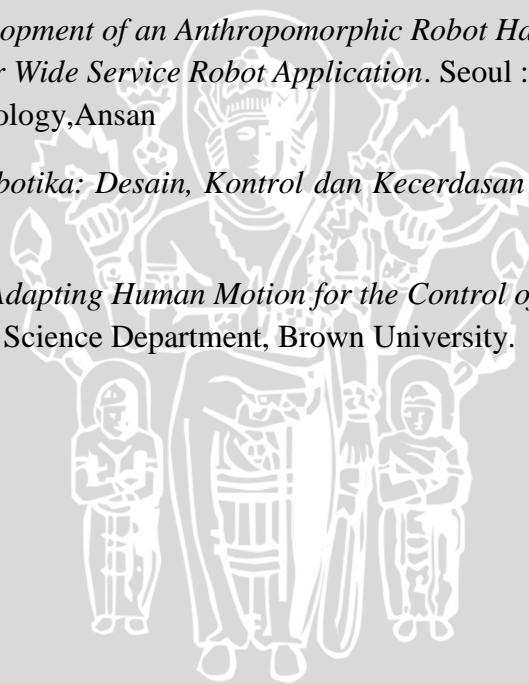 opment of an Anthropomorphic Robot Ha
r Wide Service Robot Application. Seoul :
ology,Ansan
botika: Desain, Kontrol dan Kecerdasan
Adapting Human Motion for the Control of
Science Department, Brown University.